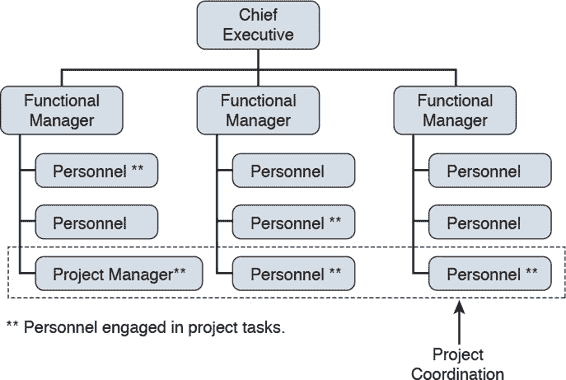 Chief
Executive
Functional
Manager
Functional
Manager
Functional
Manager
Personnel **
Personnel
Personnel
Personnel
Personnel **
Personnel
Project Manager**
Personnel **
Personnel **
** Personnel engaged in project tasks.
Project
Coordination